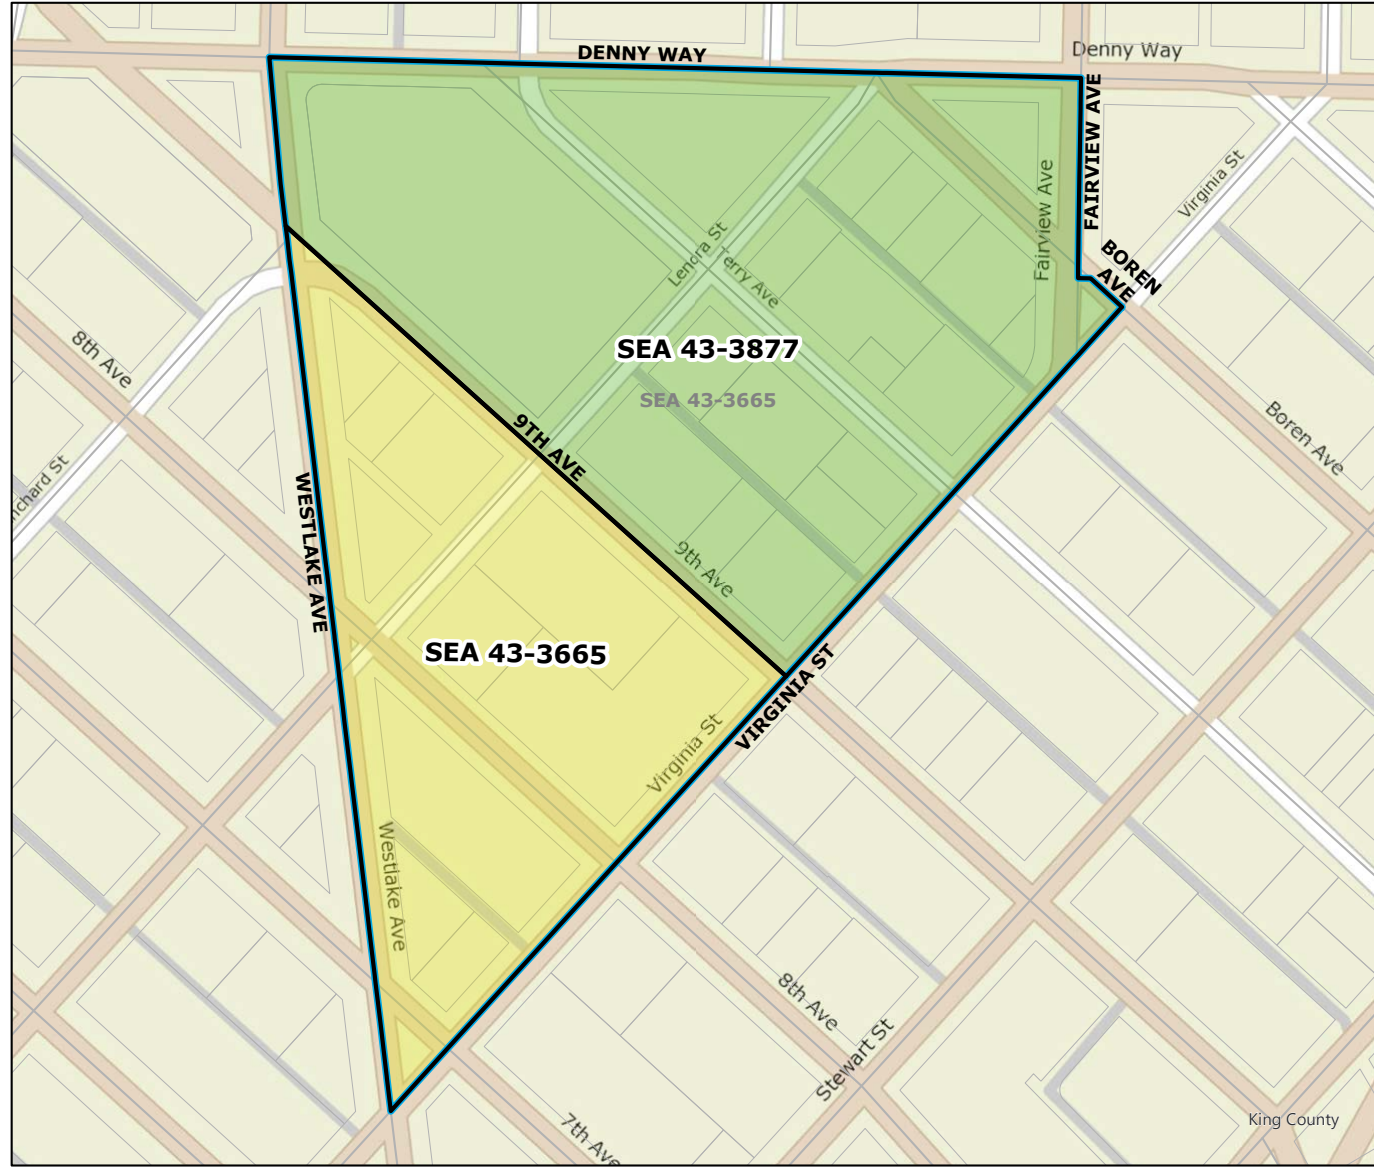 DENNY WAY
Denny Way
FAIRVIEW AVE
Virginia St
Fairview Ave
Lenora St
Terry Ave
BOREN
AVE
8th Ave
SEA 43-3877
SEA 43-3665
9TH AVE
Boren Ave
WESTLAKE AVE
9th Ave
SEA 43-3665
VIRGINIA ST
Virginia St
Westlake Ave
8th Ave
Stewart St
7th Ave
King County